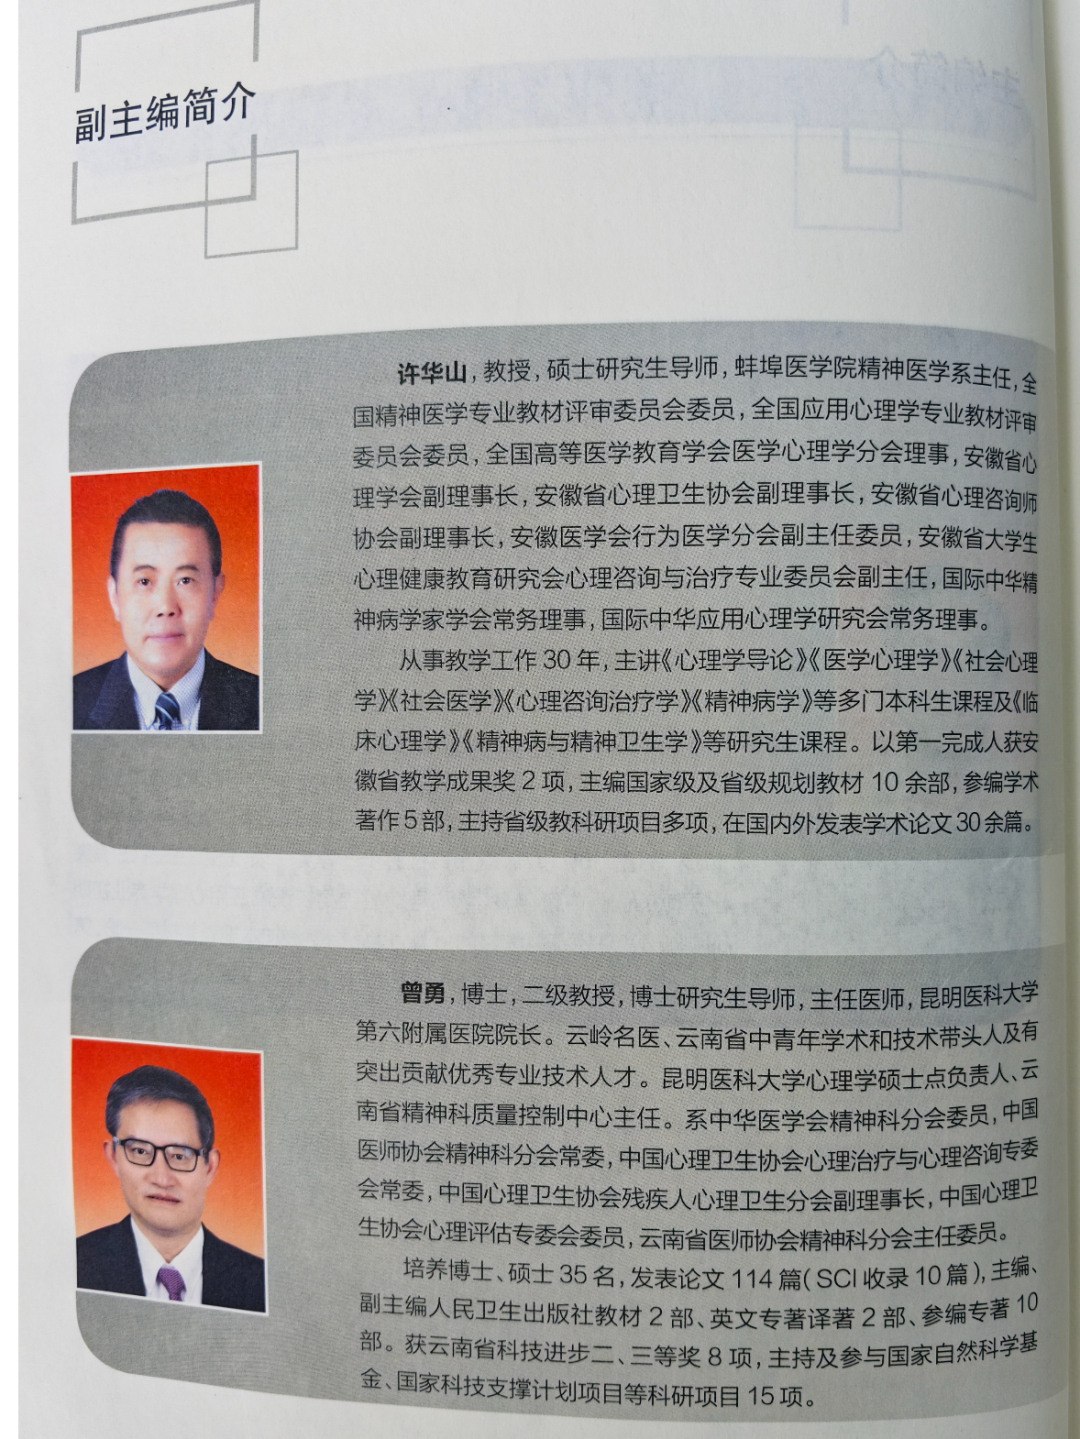 副主编简介
许华山，教授，硕士研究生导师，蚌埠医学院精神医学系主任，全
国精神医学专业教材评审委员会委员，全国应用心理学专业教材评审
委员会委员，全国高等医学教育学会医学心理学分会理事，安徽省心
理学会副理事长，安徽省心理卫生协会副理事长，安徽省心理咨询师
协会副理事长，安徽医学会行为医学分会副主任委员，安徽省大学生
心理健康教育研究会心理咨询与治疗专业委员会副主任，国际中华精
神病学家学会常务理事，国际中华应用心理学研究会常务理事。
从事教学工作30年，主讲《心理学导论》《医学心理学》《社会心理
学》《社会医学》《心理咨询治疗学》《精神病学》等多门本科生课程及《临
床心理学》《精神病与精神卫生学》等研究生课程。以第一完成人获安
徽省教学成果奖2项，主编国家级及省级规划教材10余部，参编学术
著作5部，主持省级教科研项目多项，在国内外发表学术论文30余篇。
曾勇，博士，二级教授，博士研究生导师，主任医师，昆明医科大学
第六附属医院院长。云岭名医、云南省中青年学术和技术带头人及有
突出贡献优秀专业技术人才。昆明医科大学心理学硕士点负责人、云
南省精神科质量控制中心主任。系中华医学会精神科分会委员，中国
医师协会精神科分会常委，中国心理卫生协会心理治疗与心理咨询专委
会常委，中国心理卫生协会残疾人心理卫生分会副理事长，中国心理卫
生协会心理评估专委会委员，云南省医师协会精神科分会主任委员。
培养博士、硕士35名，发表论文114篇（SCI收录10篇），主编、
副主编人民卫生出版社教材2部、英文专著译著2部、参编专著10
部。获云南省科技进步二、三等奖8项，主持及参与国家自然科学基
金、国家科技支撑计划项目等科研项目15项。